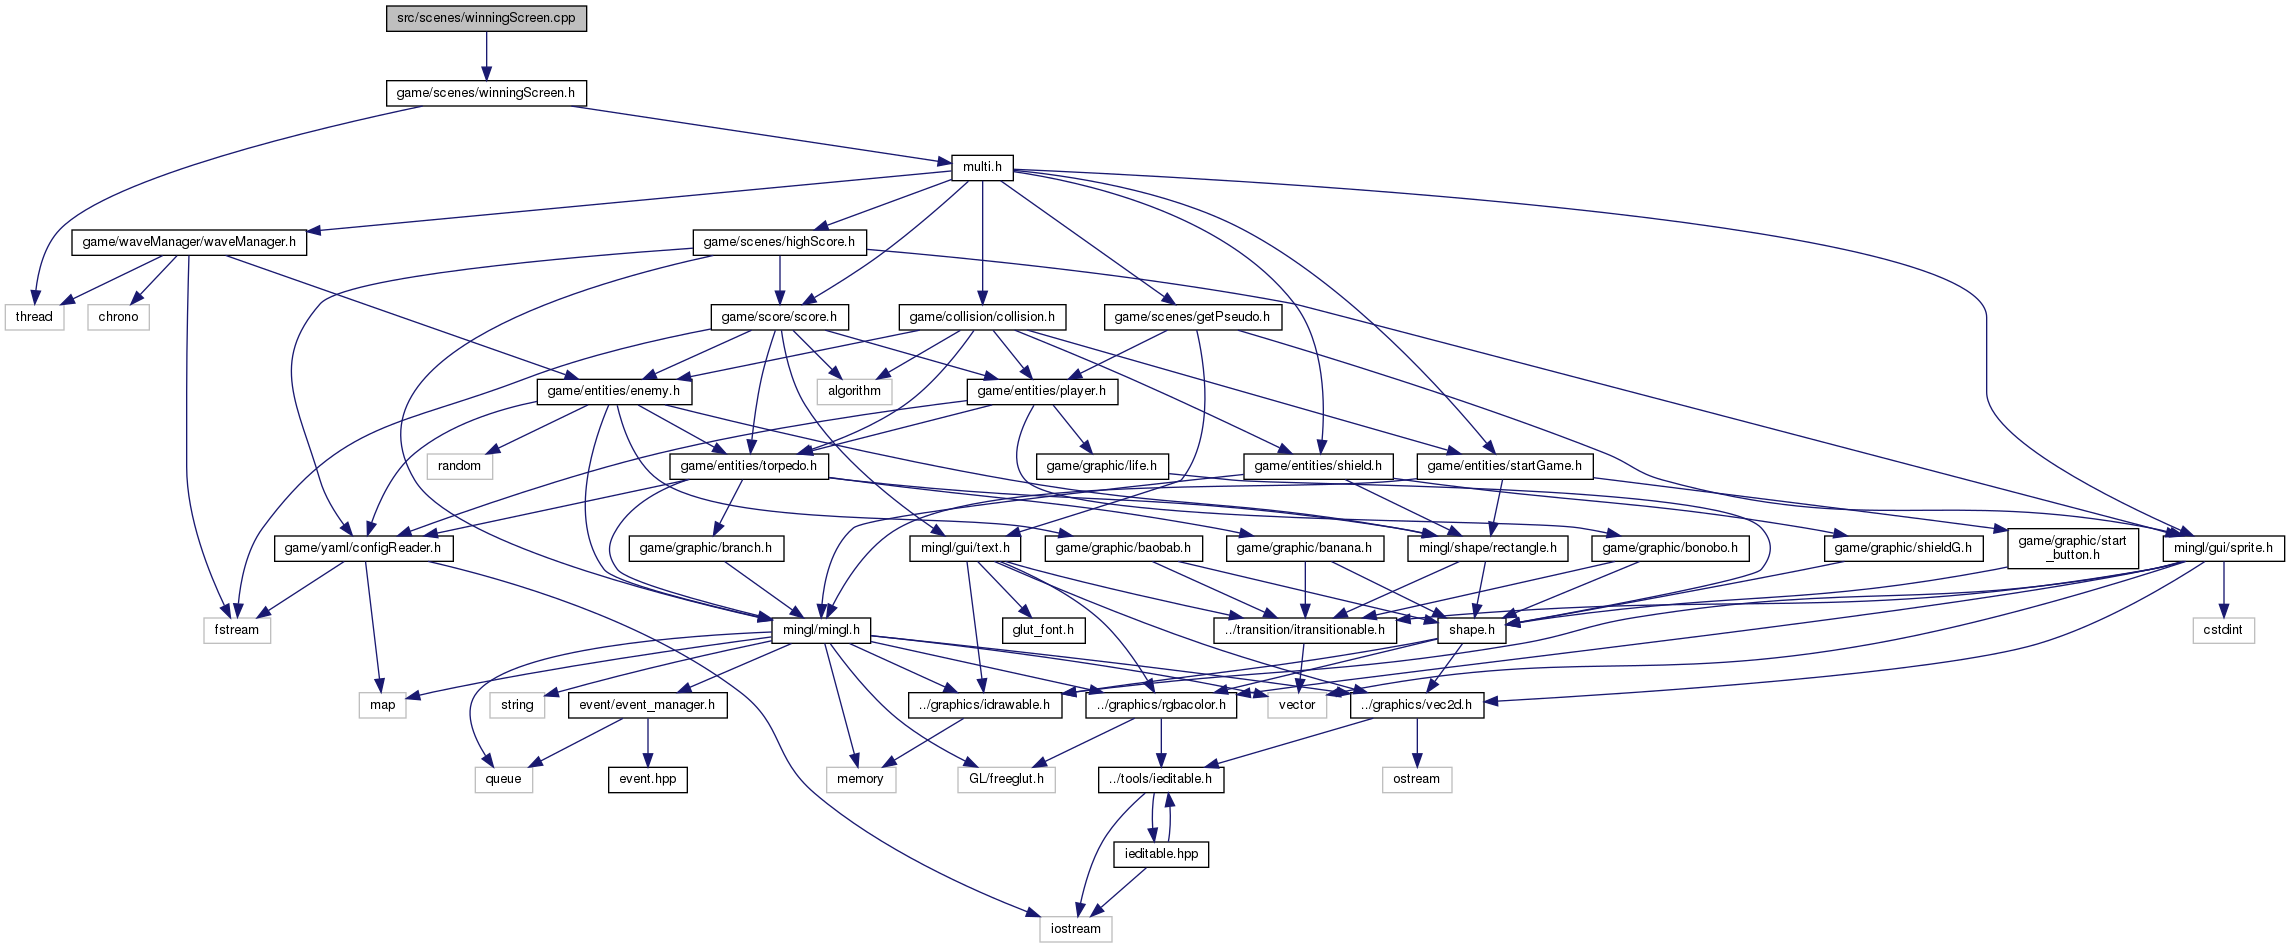 src/scenes/winningScreen.cpp
game/scenes/winningScreen.h
multi.h
game/waveManager/waveManager.h
game/scenes/highScore.h
thread
chrono
game/score/score.h
game/collision/collision.h
game/scenes/getPseudo.h
game/entities/enemy.h
algorithm
game/entities/player.h
random
game/entities/torpedo.h
game/graphic/life.h
game/entities/shield.h
game/entities/startGame.h
game/yaml/configReader.h
game/graphic/branch.h
mingl/gui/text.h
game/graphic/baobab.h
game/graphic/banana.h
mingl/shape/rectangle.h
game/graphic/bonobo.h
game/graphic/shieldG.h
game/graphic/start
_button.h
mingl/gui/sprite.h
fstream
mingl/mingl.h
glut_font.h
../transition/itransitionable.h
shape.h
cstdint
map
string
event/event_manager.h
../graphics/idrawable.h
../graphics/rgbacolor.h
vector
../graphics/vec2d.h
queue
event.hpp
memory
GL/freeglut.h
../tools/ieditable.h
ostream
ieditable.hpp
iostream